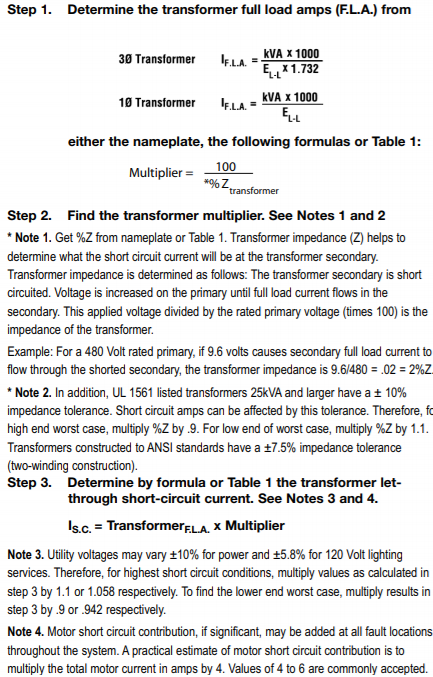 Step 1. Determine the transformer full load amps (F.L.A.) from
3Ø Transformer I F.L.A. = kVA x 1000 / E L-L x 1.732
1Ø Transformer I F.L.A. = kVA x 1000 / E L-L
either the nameplate, the following formulas or Table 1:
Multiplier = 100 / *% Z transformer
Step 2. Find the transformer multiplier. See Notes 1 and 2
* Note 1. Get %Z from nameplate or Table 1. Transformer impedance (Z) helps to
determine what the short circuit current will be at the transformer secondary.
Transformer impedance is determined as follows: The transformer secondary is short
circuited. Voltage is increased on the primary until full load current flows in the
secondary. This applied voltage divided by the rated primary voltage (times 100) is the
impedance of the transformer.
Example: For a 480 Volt rated primary, if 9.6 volts causes secondary full load current to
flow through the shorted secondary, the transformer impedance is 9.6/480 = .02 = 2%Z.
* Note 2. In addition, UL 1561 listed transformers 25kVA and larger have a ± 10%
impedance tolerance. Short circuit amps can be affected by this tolerance. Therefore, fo
high end worst case, multiply %Z by .9. For low end of worst case, multiply %Z by 1.1.
Transformers constructed to ANSI standards have a ±7.5% impedance tolerance
(two-winding construction).
Step 3. Determine by formula or Table 1 the transformer let-
through short-circuit current. See Notes 3 and 4.
I S.C. = Transformer F.L.A. x Multiplier
Note 3. Utility voltages may vary ±10% for power and ±5.8% for 120 Volt lighting
services. Therefore, for highest short circuit conditions, multiply values as calculated in
step 3 by 1.1 or 1.058 respectively. To find the lower end worst case, multiply results in
step 3 by .9 or .942 respectively.
Note 4. Motor short circuit contribution, if significant, may be added at all fault locations
throughout the system. A practical estimate of motor short circuit contribution is to
multiply the total motor current in amps by 4. Values of 4 to 6 are commonly accepted.